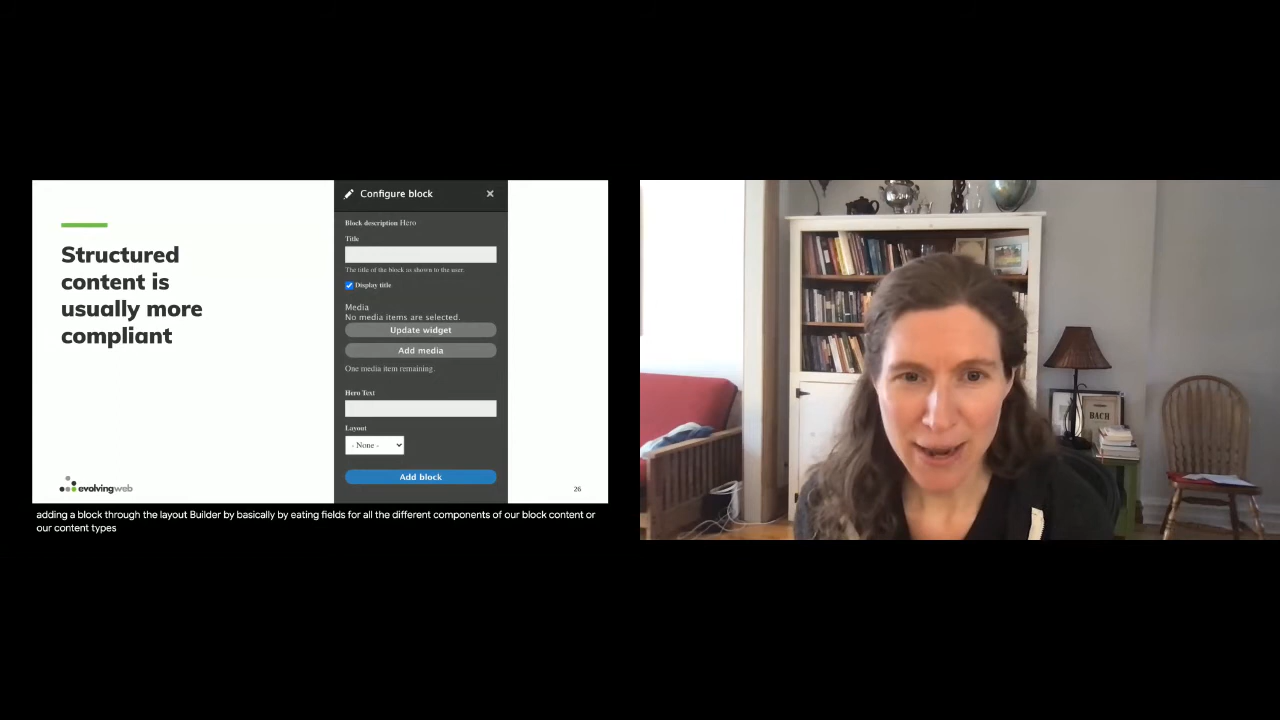 Structured
content is
usually more
compliant
evolvingweb
Configure block
Block description Hero
Title
The title of the block as shown to the user.
Display title
Media
No media items are selected.
Update widget
Add media
One media item remaining.
Hero Text
Layout
- None -
Add block
26
adding a block through the layout Builder by basically by eating fields for all the different components of our block content or
our content types
BACH